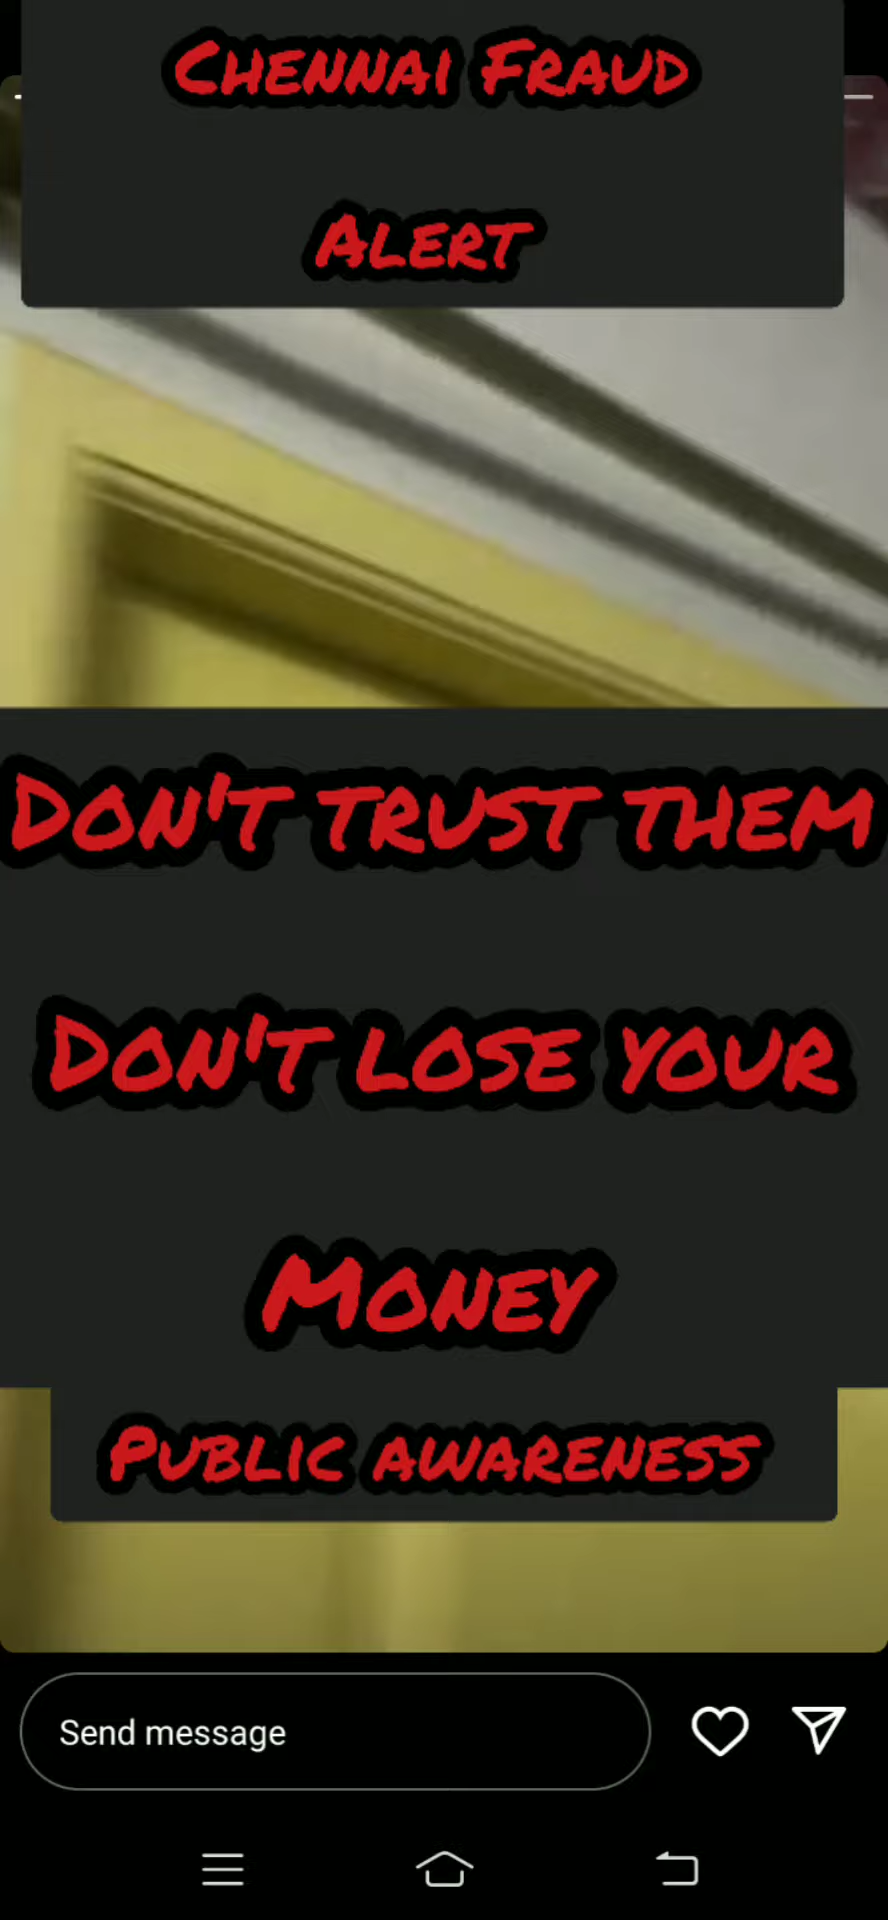 Chennai Fraud
Alert
Don't trust them
Don't lose your
Money
Public awareness
Send message